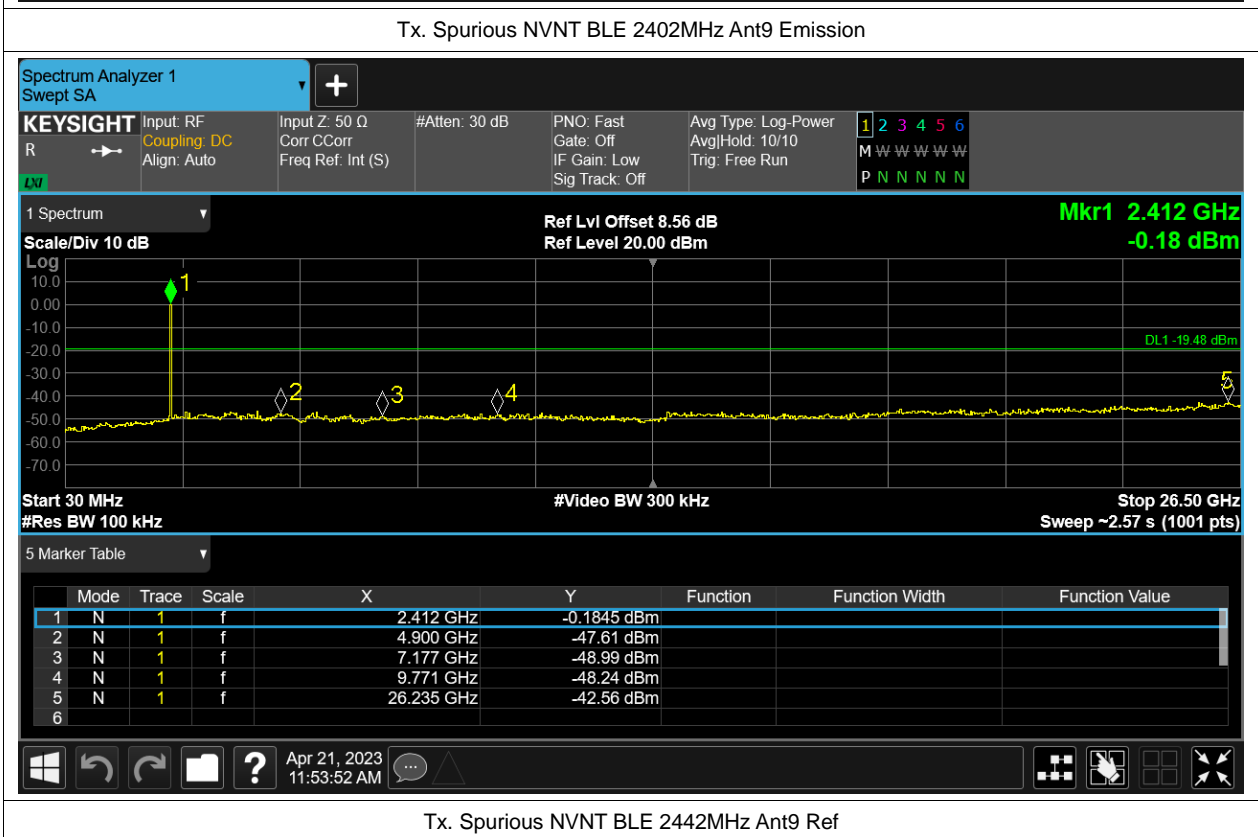 Tx. Spurious NVNT BLE 2402MHz Ant9 Emission
Spectrum Analyzer 1
Swept SA
KEYSIGHT
R
LXI
Input: RF
Coupling: DC
Align: Auto
Input Z: 50 Ω
Corr CCorr
Freq Ref: Int (S)
#Atten: 30 dB
PNO: Fast
Gate: Off
IF Gain: Low
Sig Track: Off
Avg Type: Log-Power
Avg|Hold: 10/10
Trig: Free Run
1 2 3 4 5 6
M W W W W W
P N N N N N
1 Spectrum
Scale/Div 10 dB
Log
Ref Lvl Offset 8.56 dB
Ref Level 20.00 dBm
Mkr1 2.412 GHz
-0.18 dBm
10.0
0.00
-10.0
-20.0
-30.0
-40.0
-50.0
-60.0
-70.0
1
2
3
4
5
DL1 -19.48 dBm
Start 30 MHz
#Res BW 100 kHz
#Video BW 300 kHz
Stop 26.50 GHz
Sweep ~2.57 s (1001 pts)
5 Marker Table
Mode Trace Scale X Y Function Function Width Function Value
1 N 1 f 2.412 GHz -0.1845 dBm
2 N 1 f 4.900 GHz -47.61 dBm
3 N 1 f 7.177 GHz -48.99 dBm
4 N 1 f 9.771 GHz -48.24 dBm
5 N 1 f 26.235 GHz -42.56 dBm
6
?
Apr 21, 2023
11:53:52 AM
Tx. Spurious NVNT BLE 2442MHz Ant9 Ref